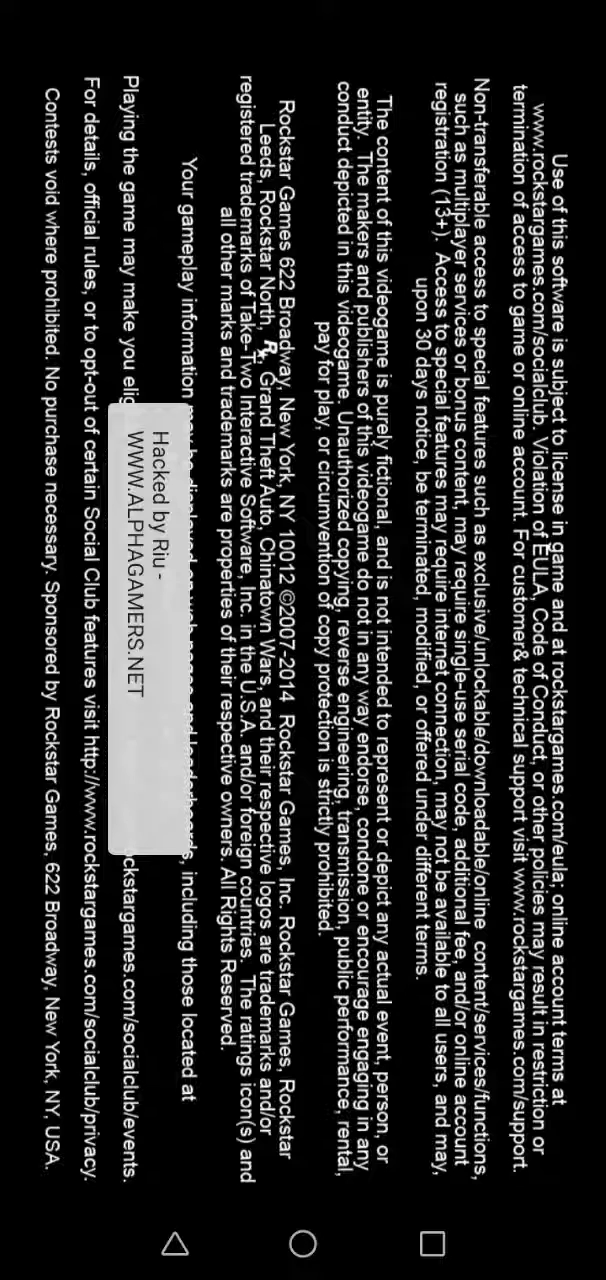 Use of this software is subject to license in game and at rockstargames.com/eula; online account terms at
www.rockstargames.com/socialclub. Violation of EULA, Code of Conduct, or other policies may result in restriction or
termination of access to game or online account. For customer& technical support visit www.rockstargames.com/support.
Non-transferable access to special features such as exclusive/unlockable/downloadable/online content/services/functions,
such as multiplayer services or bonus content, may require single-use serial code, additional fee, and/or online account
registration (13+). Access to special features may require internet connection, may not be available to all users, and may,
upon 30 days notice, be terminated, modified, or offered under different terms.
The content of this videogame is purely fictional, and is not intended to represent or depict any actual event, person, or
entity. The makers and publishers of this videogame do not in any way endorse, condone or encourage engaging in any
conduct depicted in this videogame. Unauthorized copying, reverse engineering, transmission, public performance, rental,
pay for play, or circumvention of copy protection is strictly prohibited.
Rockstar Games 622 Broadway, New York, NY 10012 ©2007-2014 Rockstar Games, Inc. Rockstar Games, Rockstar
Leeds, Rockstar North, R★, Grand Theft Auto, Chinatown Wars, and their respective logos are trademarks and/or
registered trademarks of Take-Two Interactive Software, Inc. in the U.S.A. and/or foreign countries. The ratings icon(s) and
all other marks and trademarks are properties of their respective owners. All Rights Reserved.
Your gameplay information including those located at
Playing the game may make you
Hacked by Riu -
WWW.ALPHAGAMERS.NET
ckstargames.com/socialclub/events.
For details, official rules, or to opt-out of certain Social Club features visit http://www.rockstargames.com/socialclub/privacy.
Contests void where prohibited. No purchase necessary. Sponsored by Rockstar Games, 622 Broadway, New York, NY, USA.